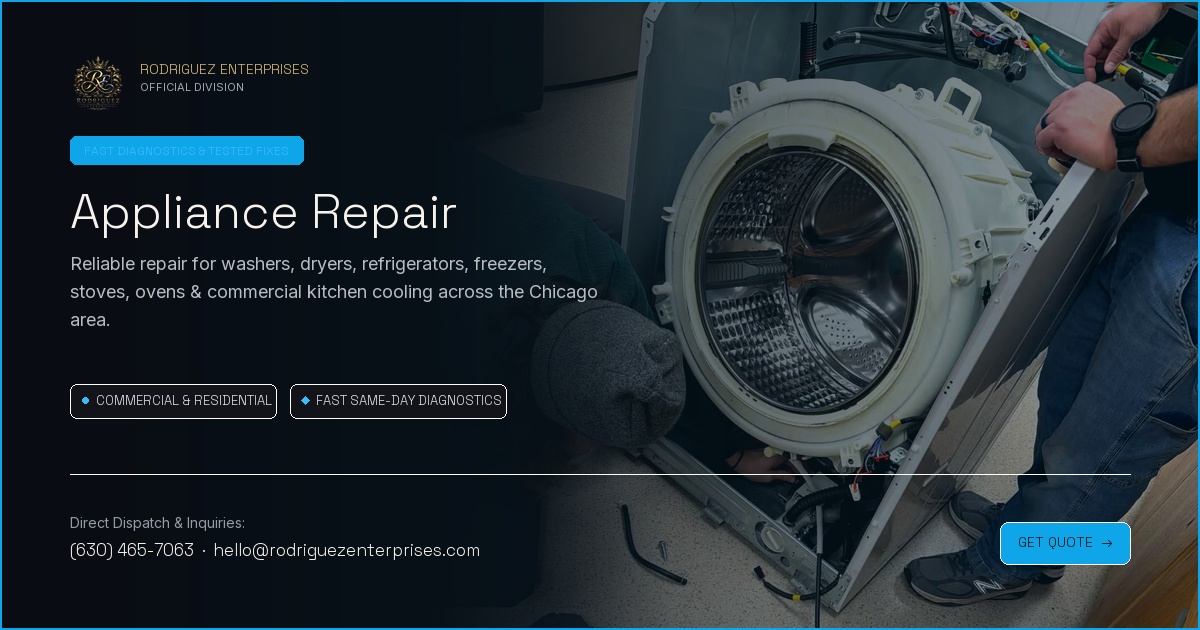 RODRIGUEZ ENTERPRISES
OFFICIAL DIVISION
RE
RODRIGUEZ
FAST DIAGNOSTICS & TESTED FIXES
Appliance Repair
Reliable repair for washers, dryers, refrigerators, freezers,
stoves, ovens & commercial kitchen cooling across the Chicago
area.
COMMERCIAL & RESIDENTIAL
FAST SAME-DAY DIAGNOSTICS
Direct Dispatch & Inquiries:
(630) 465-7063 · hello@rodriguezenterprises.com
GET QUOTE →